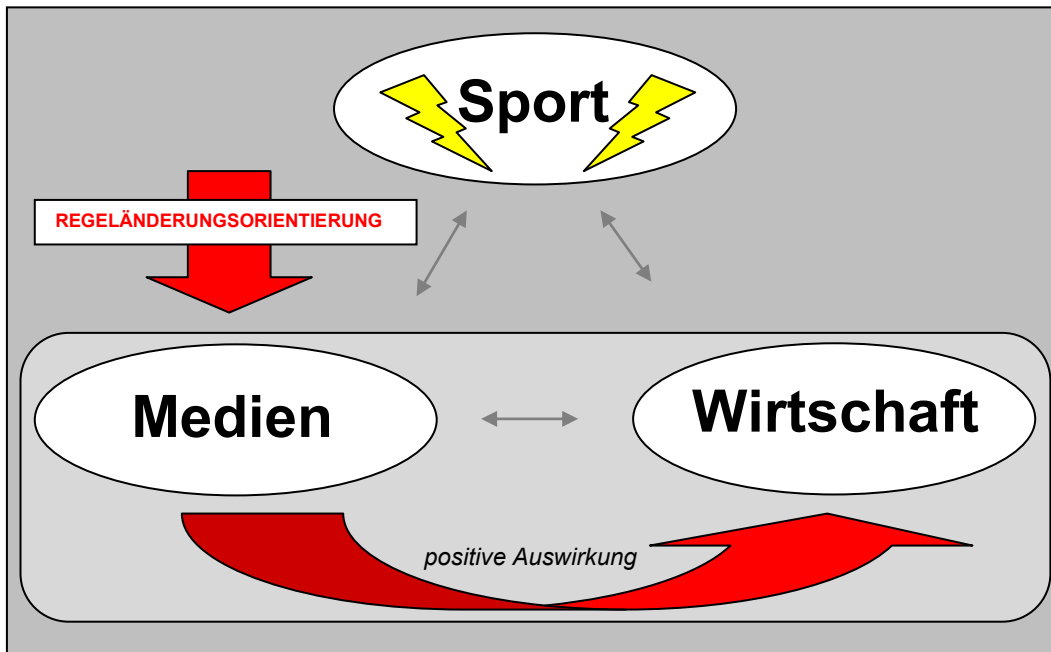 Sport
REGELÄNDERUNGSORIENTIERUNG
Medien
Wirtschaft
positive Auswirkung